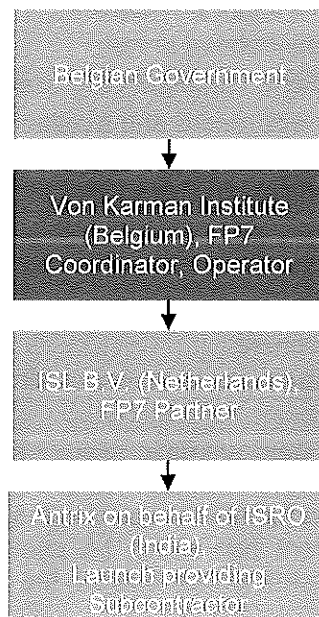 Belgian Government
Von Karman Institute
(Belgium), FP7
Coordinator, Operator
ISL B.V. (Netherlands),
FP7 Partner
Antrix on behalf of ISRO
(India),
Launch providing
Subcontractor